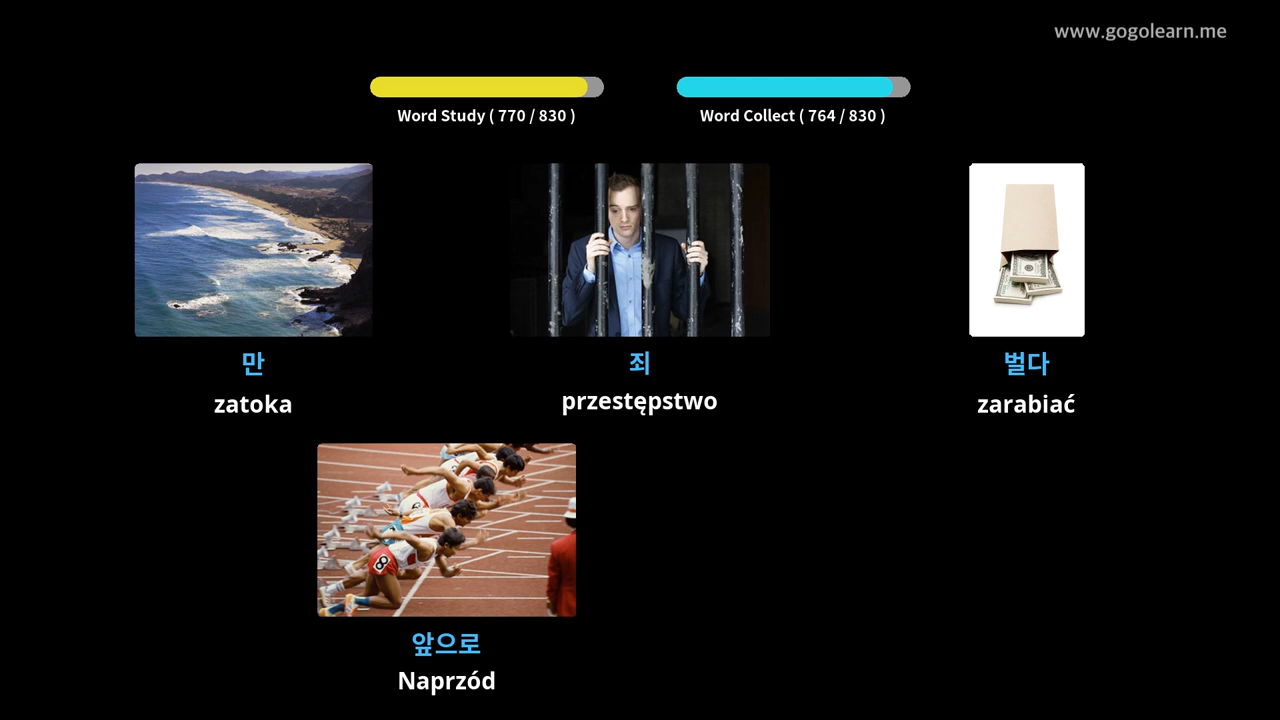 www.gogolearn.me
Word Study ( 770 / 830 )
Word Collect ( 764 / 830 )
만
죄
벌다
zatoka
przestępstwo
zarabiać
8
앞으로
Naprzód